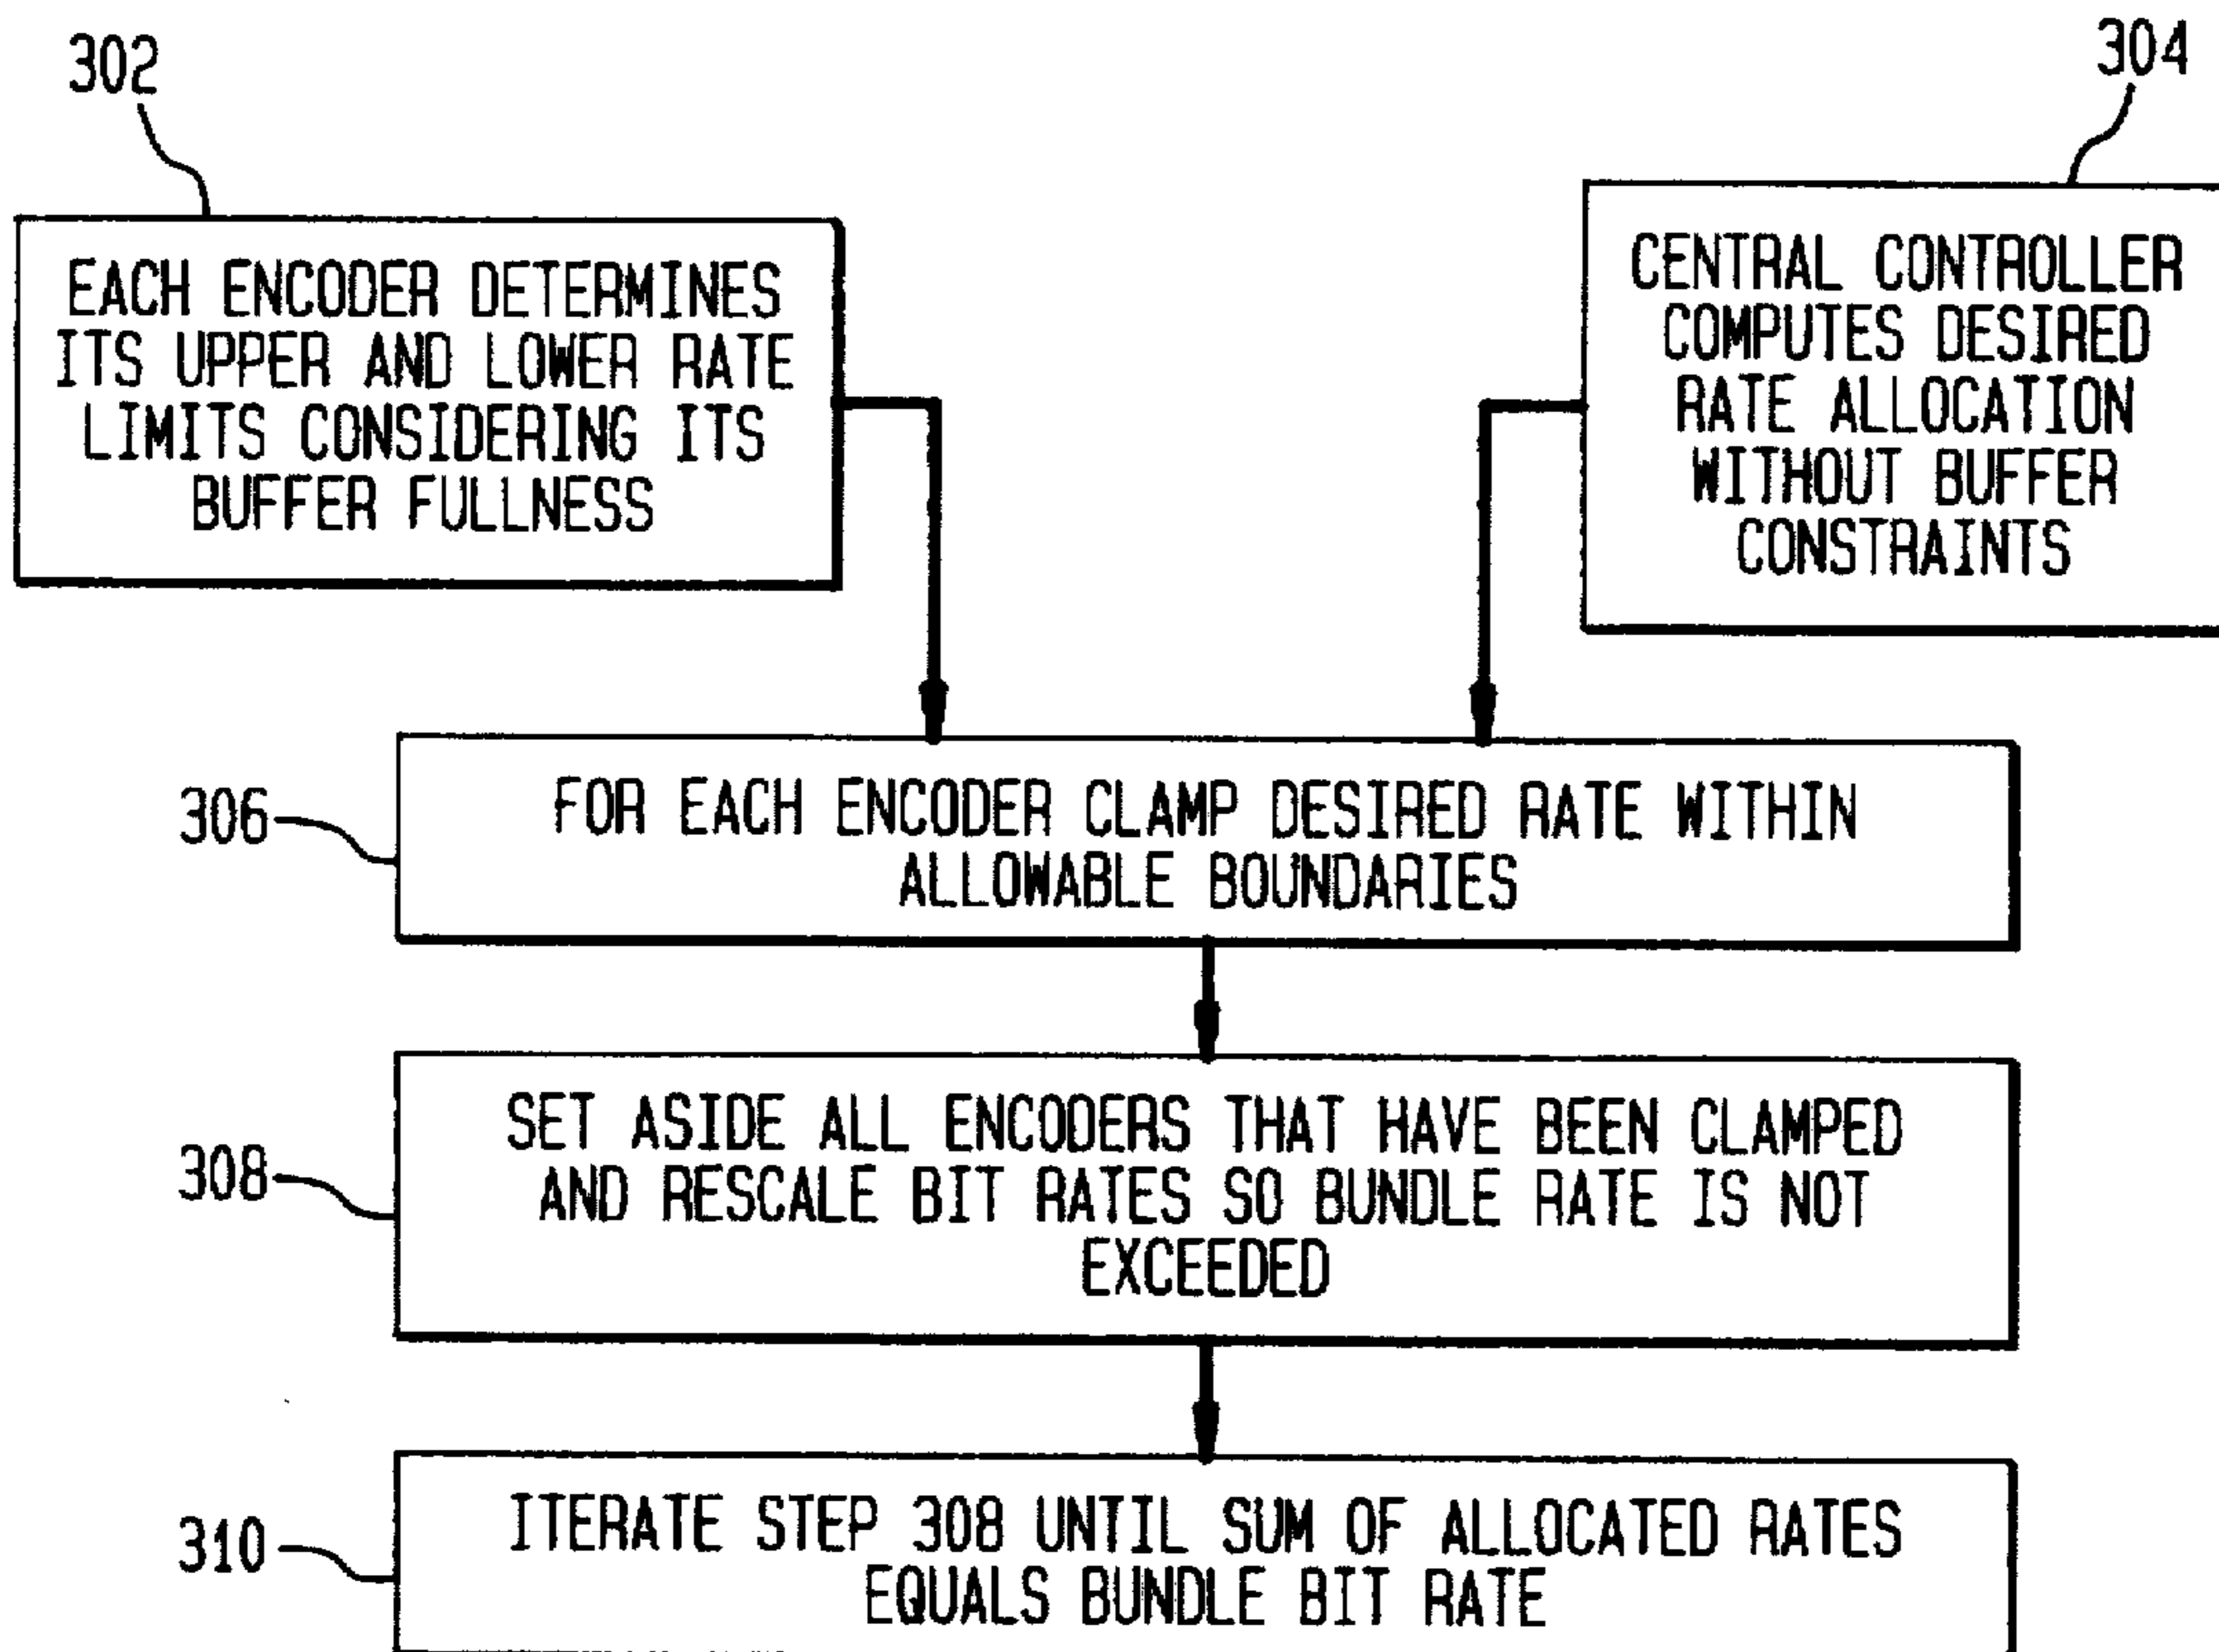 302
EACH ENCODER DETERMINES
ITS UPPER AND LOWER RATE
LIMITS CONSIDERING ITS
BUFFER FULLNESS
304
CENTRAL CONTROLLER
COMPUTES DESIRED
RATE ALLOCATION
WITHOUT BUFFER
CONSTRAINTS
306
FOR EACH ENCODER CLAMP DESIRED RATE WITHIN
ALLOWABLE BOUNDARIES
308
SET ASIDE ALL ENCODERS THAT HAVE BEEN CLAMPED
AND RESCALE BIT RATES SO BUNDLE RATE IS NOT
EXCEEDED
310
ITERATE STEP 308 UNTIL SUM OF ALLOCATED RATES
EQUALS BUNDLE BIT RATE